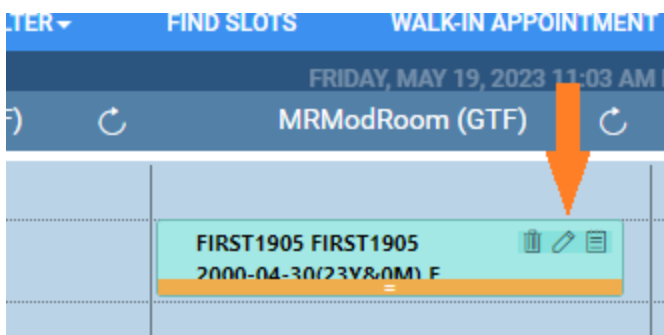 LTER FIND SLOTS WALK-IN APPOINTMENT
FRIDAY, MAY 19, 2023 11:03 AM
F) MRModRoom (GTF)
FIRST1905 FIRST1905
2000-04-30(23Y&0M) F
=